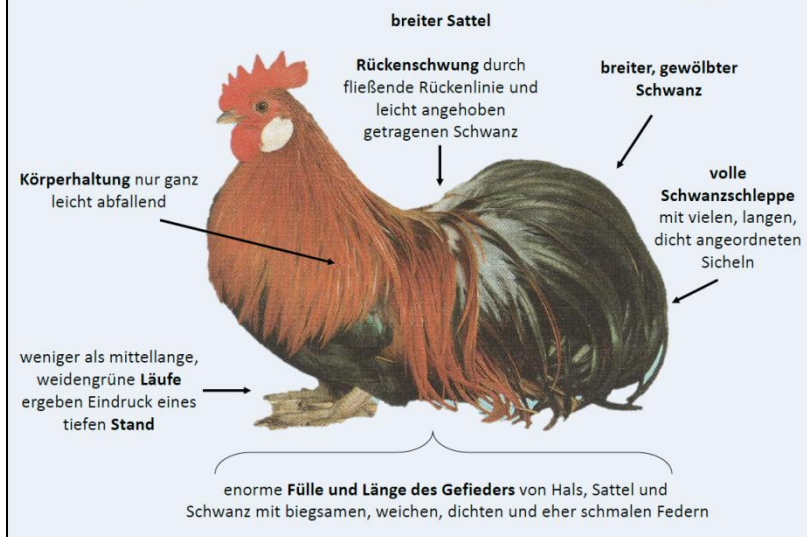 breiter Sattel
Rückenschwung durch
fließende Rückenlinie und
leicht angehoben
getragenen Schwanz
breiter, gewölbter
Schwanz
Körperhaltung nur ganz
leicht abfallend
volle
Schwanzschleppe
mit vielen, langen,
dicht angeordneten
Sicheln
weniger als mittellange,
weidengrüne Läufe
ergeben Eindruck eines
tiefen Stand
enorme Fülle und Länge des Gefieders von Hals, Sattel und
Schwanz mit biegsamen, weichen, dichten und eher schmalen Federn